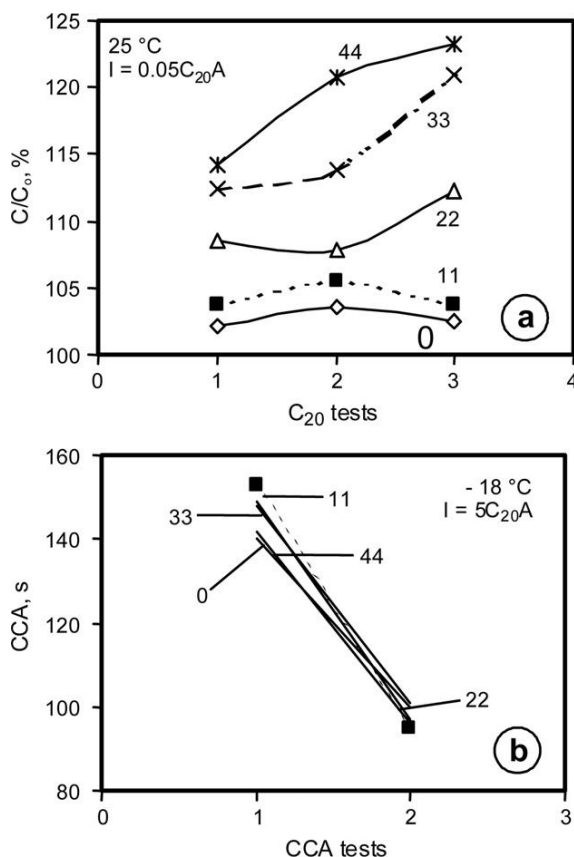 125
120
115
110
105
100
C/Cₒ, %
25 °C
I = 0.05C₂₀A
44
33
22
11
0
a
0 1 2 3 4
C₂₀ tests
160
140
120
100
80
CCA, s
- 18 °C
I = 5C₂₀A
11
33
44
0
22
b
0 1 2 3
CCA tests